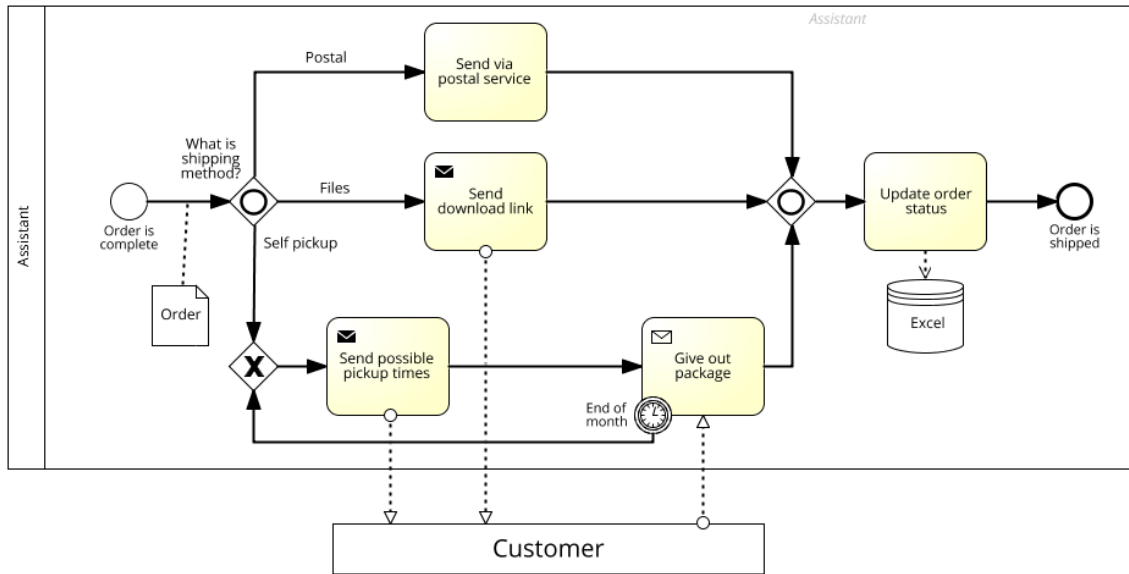 Assistant
Assistant
Postal
Send via
postal service
What is
shipping
method?
Files
Send
download link
Update order
status
Order is
complete
Self pickup
Order is
shipped
Order
Excel
X
Send possible
pickup times
Give out
package
End of
month
Customer